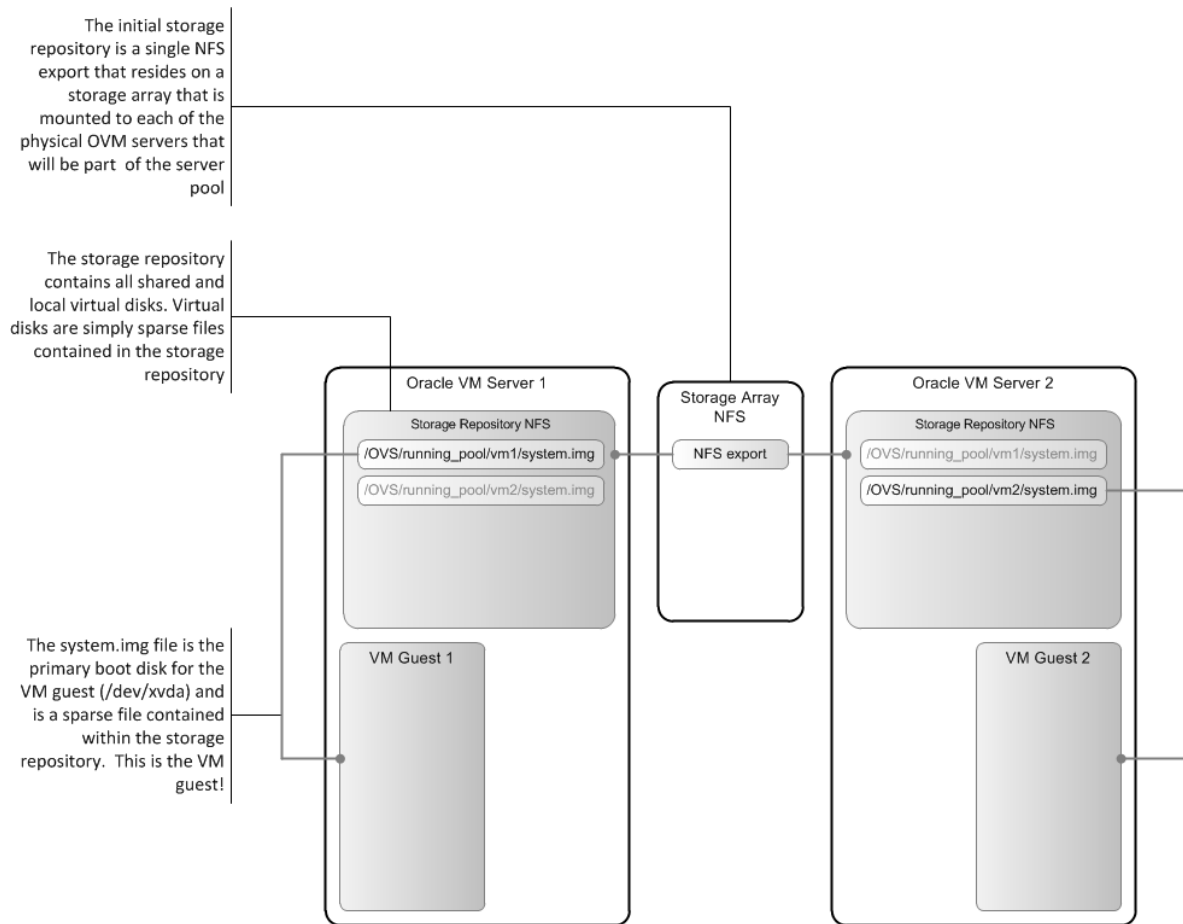 The initial storage
repository is a single NFS
export that resides on a
storage array that is
mounted to each of the
physical OVM servers that
will be part of the server
pool
The storage repository
contains all shared and
local virtual disks. Virtual
disks are simply sparse files
contained in the storage
repository
Oracle VM Server 1
Storage Repository NFS
/OVS/running_pool/vm1/system.img
/OVS/running_pool/vm2/system.img
Storage Array
NFS
NFS export
Oracle VM Server 2
Storage Repository NFS
/OVS/running_pool/vm1/system.img
/OVS/running_pool/vm2/system.img
The system.img file is the
primary boot disk for the
VM guest (/dev/xvda) and
is a sparse file contained
within the storage
repository. This is the VM
guest!
VM Guest 1
VM Guest 2